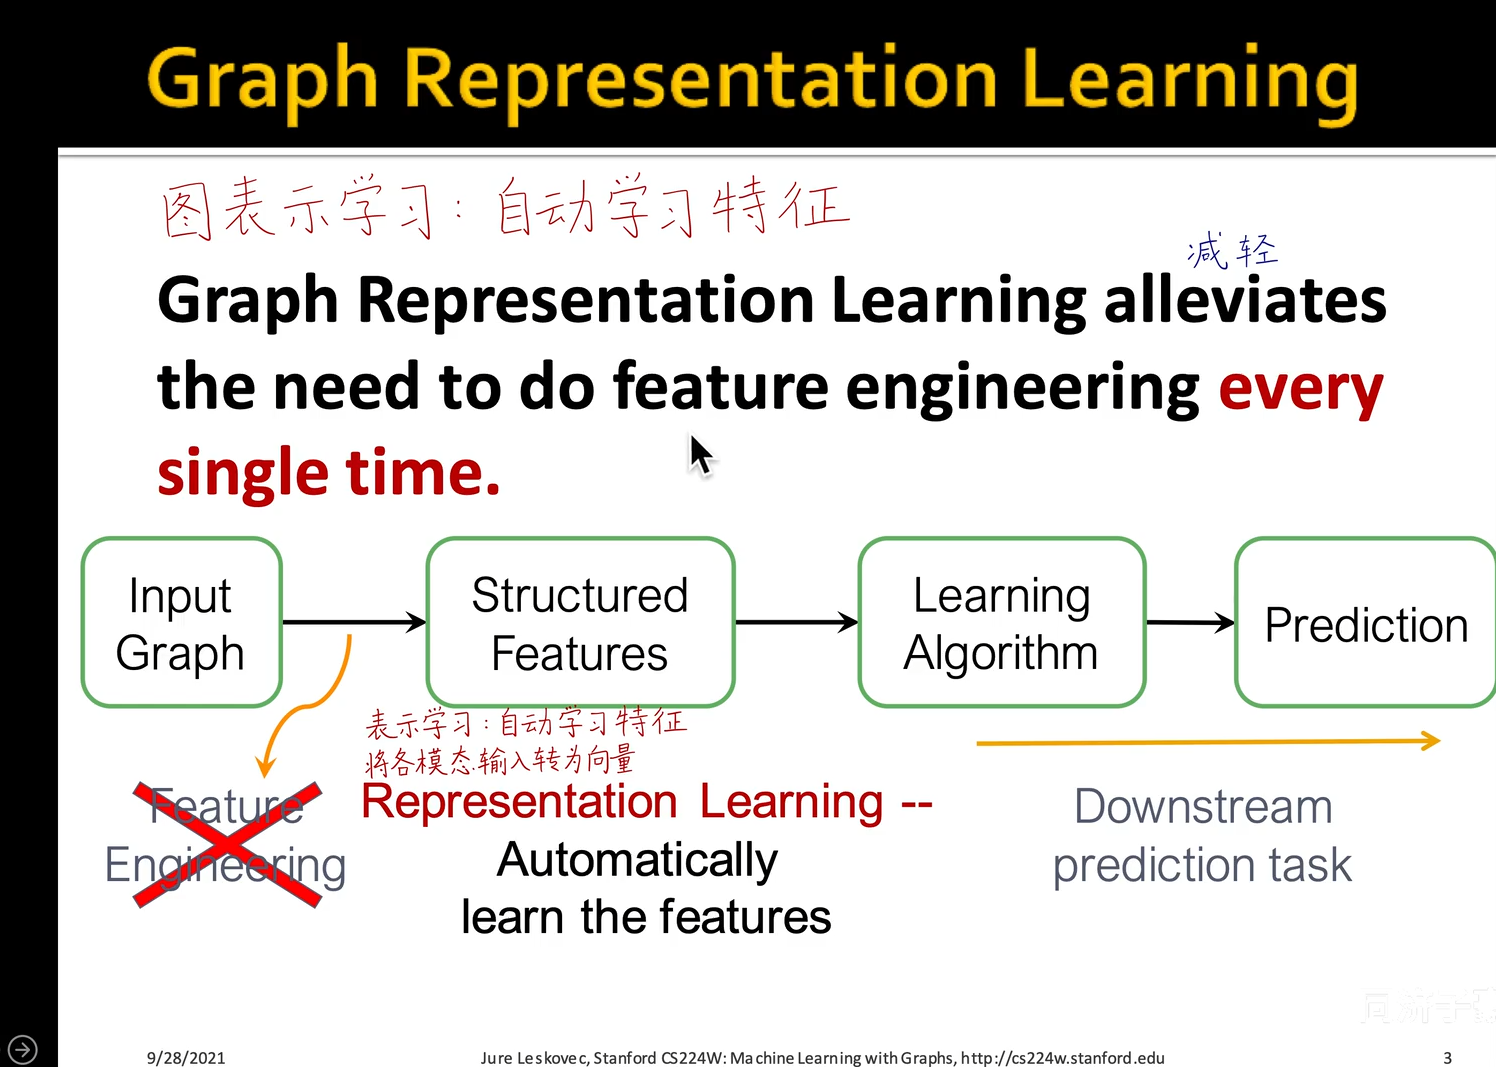 Graph Representation Learning
图表示学习：自动学习特征
减轻
Graph Representation Learning alleviates
the need to do feature engineering every
single time.
Input
Graph
Structured
Features
Learning
Algorithm
Prediction
表示学习：自动学习特征
将各模态输入转为向量
Feature
Engineering
Representation Learning --
Automatically
learn the features
Downstream
prediction task
9/28/2021
Jure Leskovec, Stanford CS224W: Machine Learning with Graphs, http://cs224w.stanford.edu
3